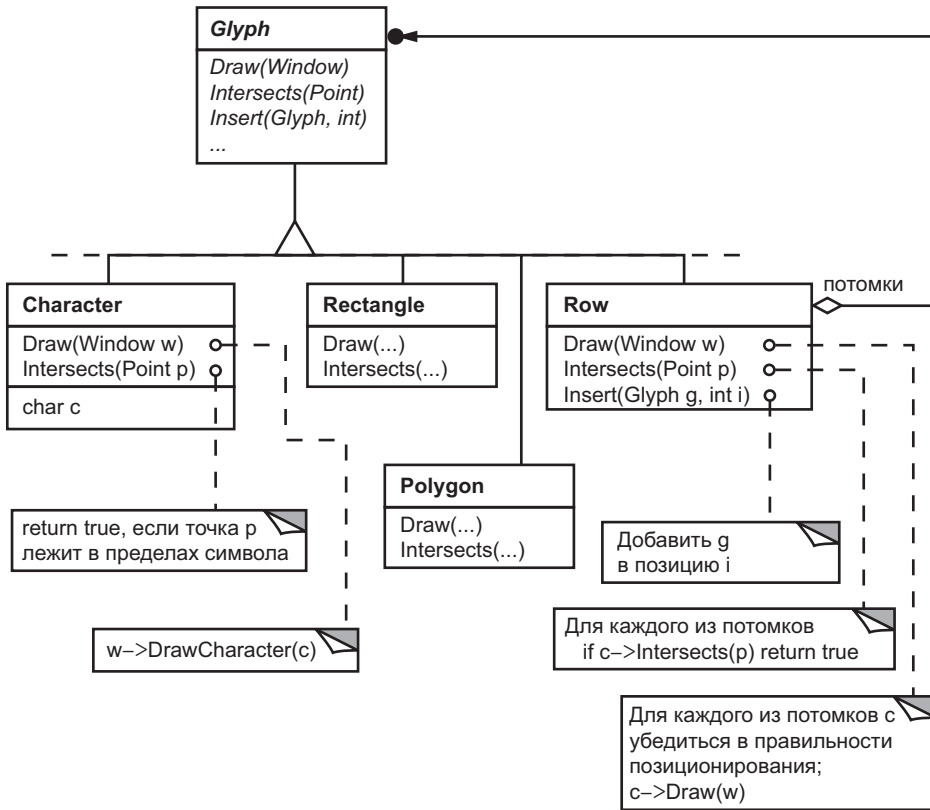 Glyph
Draw(Window)
Intersects(Point)
Insert(Glyph, int)
...
потомки
Character
Draw(Window w)
Intersects(Point p)
char c
Rectangle
Draw(...)
Intersects(...)
Row
Draw(Window w)
Intersects(Point p)
Insert(Glyph g, int i)
Polygon
Draw(...)
Intersects(...)
return true, если точка p
лежит в пределах символа
Добавить g
в позицию i
w–>DrawCharacter(c)
Для каждого из потомков
if c–>Intersects(p) return true
Для каждого из потомков c
убедиться в правильности
позиционирования;
c–>Draw(w)